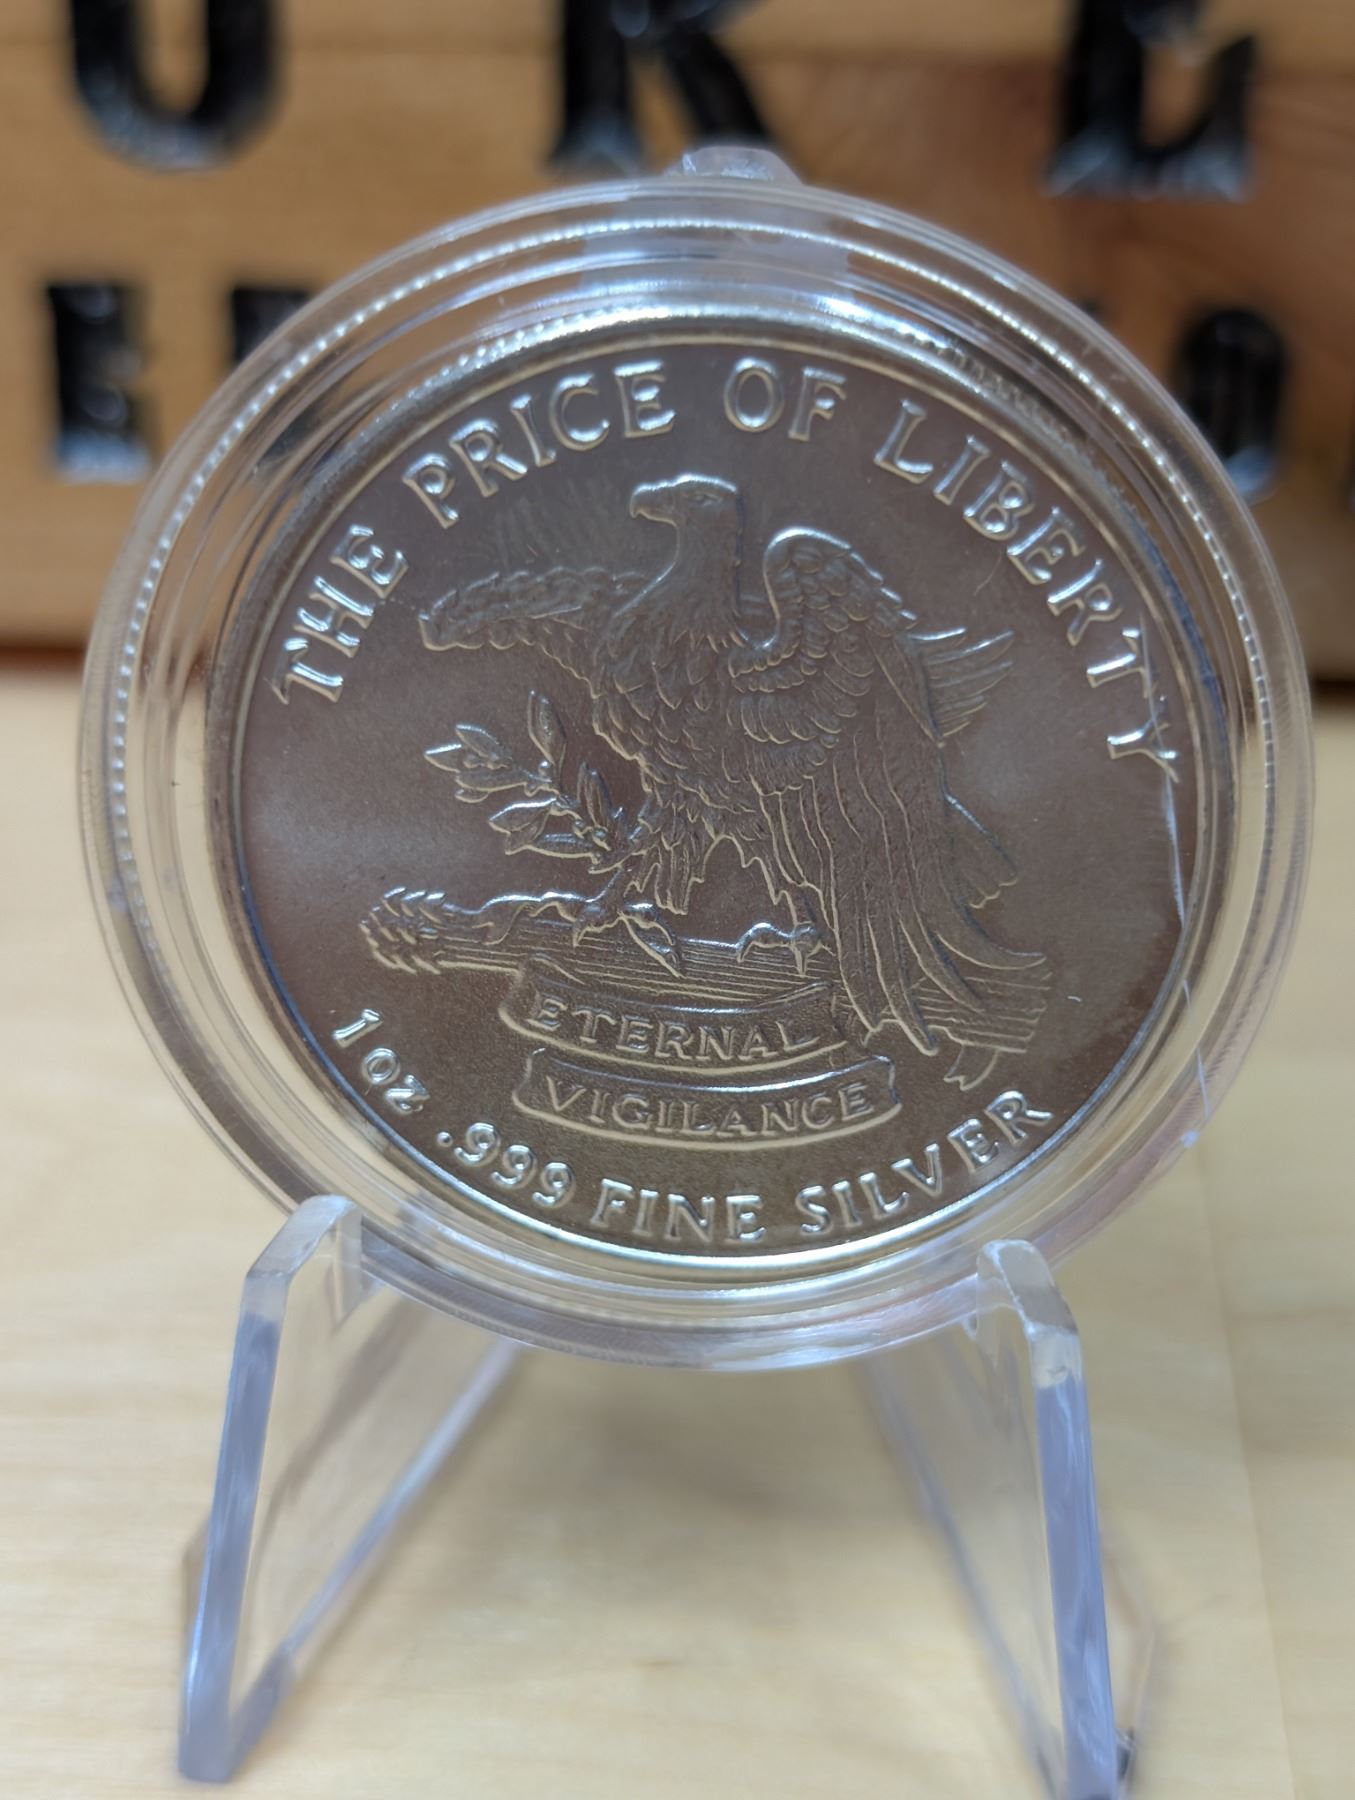 THE PRICE OF LIBERTY
ETERNAL
VIGILANCE
1 oz .999 FINE SILVER